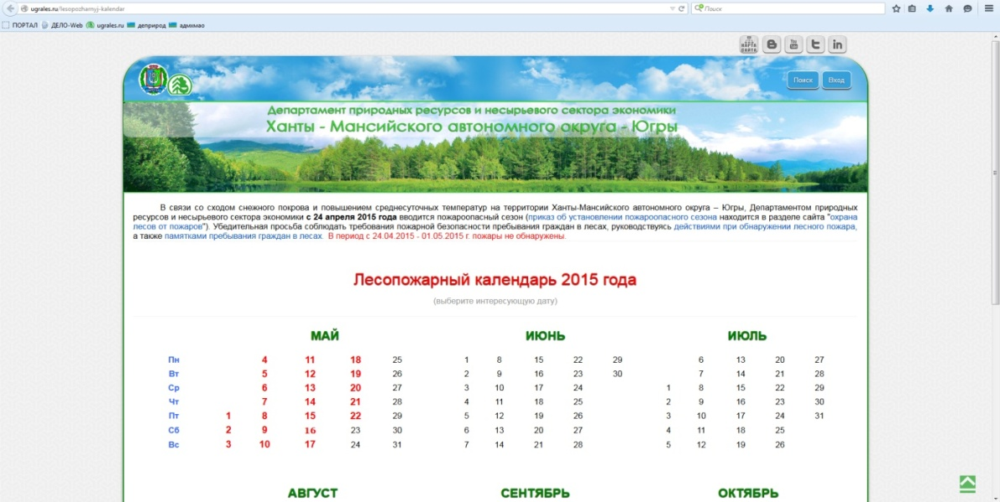 ugrales.ru/lesopozharnyj-kalendar
Поиск
ПОРТАЛ ДЕЛО-Web ugrales.ru деприрод адмхмао
КАРТА САЙТА
You
in
Поиск Вход
Департамент природных ресурсов и несырьевого сектора экономики
Ханты - Мансийского автономного округа - Югры
В связи со сходом снежного покрова и повышением среднесуточных температур на территории Ханты-Мансийского автономного округа – Югры, Департаментом природных
ресурсов и несырьевого сектора экономики с 24 апреля 2015 года вводится пожароопасный сезон (приказ об установлении пожароопасного сезона находится в разделе сайта "охрана
лесов от пожаров"). Убедительная просьба соблюдать требования пожарной безопасности пребывания граждан в лесах, руководствуясь действиями при обнаружении лесного пожара,
а также памятками пребывания граждан в лесах. В период с 24.04.2015 - 01.05.2015 г. пожары не обнаружены.
Лесопожарный календарь 2015 года
(выберите интересующую дату)
МАЙ ИЮНЬ ИЮЛЬ
Пн 4 11 18 25 1 8 15 22 29 6 13 20 27
Вт 5 12 19 26 2 9 16 23 30 7 14 21 28
Ср 6 13 20 27 3 10 17 24 1 8 15 22 29
Чт 7 14 21 28 4 11 18 25 2 9 16 23 30
Пт 1 8 15 22 29 5 12 19 26 3 10 17 24 31
Сб 2 9 16 23 30 6 13 20 27 4 11 18 25
Вс 3 10 17 24 31 7 14 21 28 5 12 19 26
АВГУСТ СЕНТЯБРЬ ОКТЯБРЬ